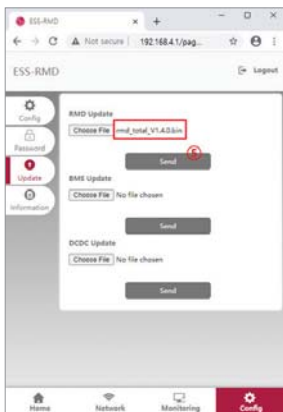 ESS-RMD
Not secure 192.168.4.1/pag...
ESS-RMD
Logout
Config
Password
Update
Information
RMD Update
Choose File rmd_total_V1.4.0.bin
⑤
Send
BMS Update
Choose File No file chosen
Send
DCDC Update
Choose File No file chosen
Send
Home Network Monitoring Config